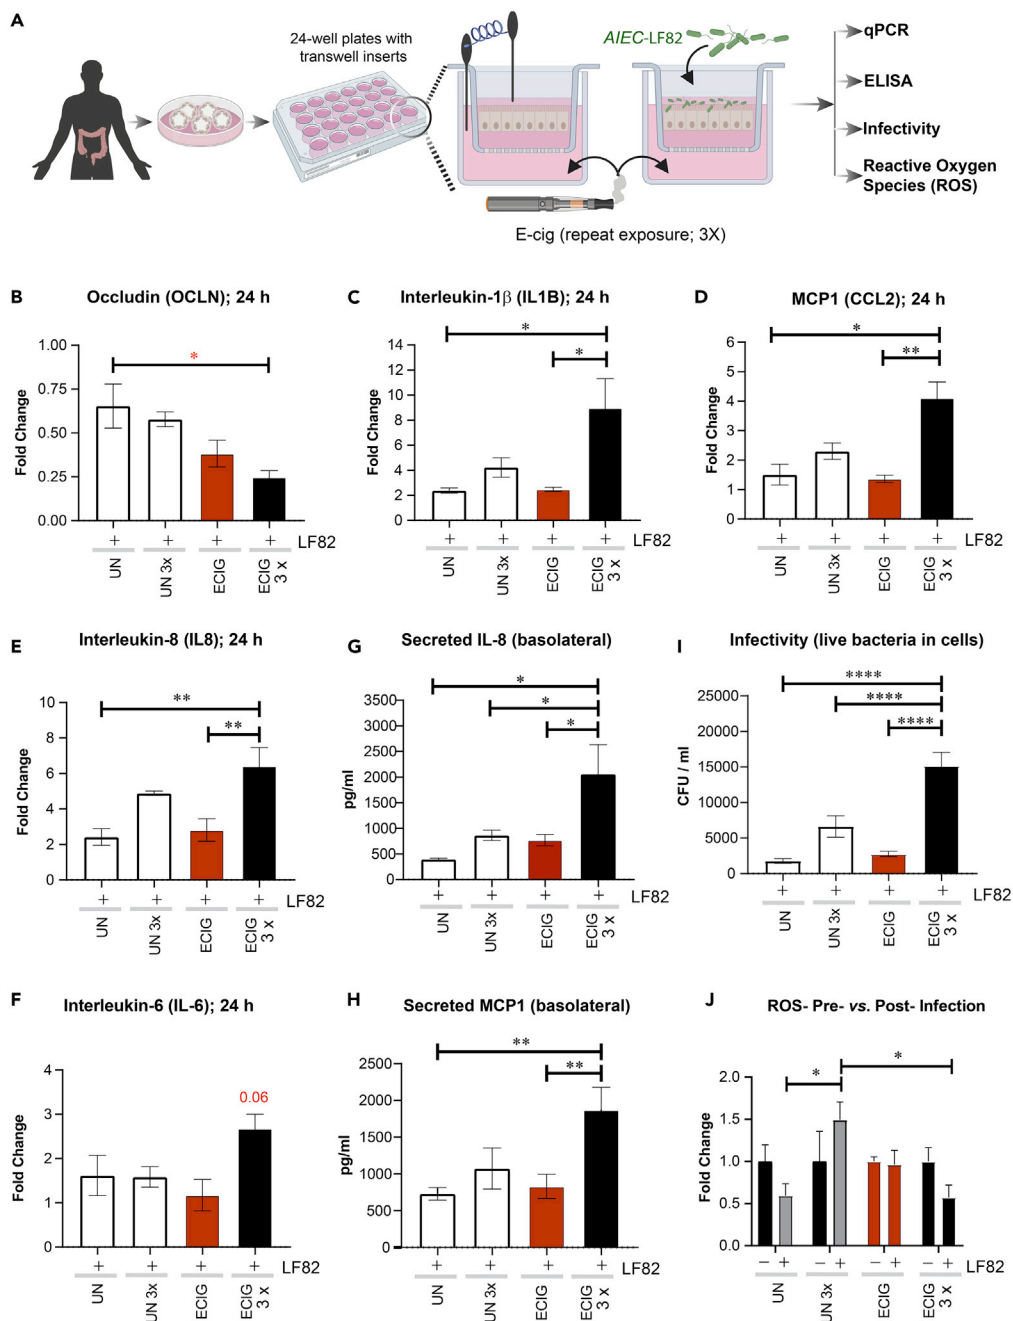 A
24-well plates with
transwell inserts
AIEC-LF82
qPCR
ELISA
Infectivity
Reactive Oxygen
Species (ROS)
E-cig (repeat exposure; 3X)
B
Occludin (OCLN); 24 h
Fold Change
1.00
0.75
0.50
0.25
0.00
*
+ + + + LF82
UN
UN 3x
ECIG
ECIG
3 x
C
Interleukin-1β (IL1B); 24 h
Fold Change
14
12
10
8
6
4
2
0
*
*
+ + + + LF82
UN
UN 3x
ECIG
ECIG
3 x
D
MCP1 (CCL2); 24 h
Fold Change
6
5
4
3
2
1
0
*
**
+ + + + LF82
UN
UN 3x
ECIG
ECIG
3 x
E
Interleukin-8 (IL8); 24 h
Fold Change
10
8
6
4
2
0
**
**
+ + + + LF82
UN
UN 3x
ECIG
ECIG
3 x
G
Secreted IL-8 (basolateral)
pg/ml
3500
3000
2500
2000
1500
1000
500
0
*
*
*
+ + + + LF82
UN
UN 3x
ECIG
ECIG
3 x
I
Infectivity (live bacteria in cells)
CFU / ml
25000
20000
15000
10000
5000
0
****
****
****
+ + + + LF82
UN
UN 3x
ECIG
ECIG
3 x
F
Interleukin-6 (IL-6); 24 h
Fold Change
4
3
2
1
0
0.06
+ + + + LF82
UN
UN 3x
ECIG
ECIG
3 x
H
Secreted MCP1 (basolateral)
pg/ml
2500
2000
1500
1000
500
0
**
**
+ + + + LF82
UN
UN 3x
ECIG
ECIG
3 x
J
ROS- Pre- vs. Post- Infection
Fold Change
2.0
1.5
1.0
0.5
0.0
*
*
− + − + − + − + LF82
UN
UN 3x
ECIG
ECIG
3 x